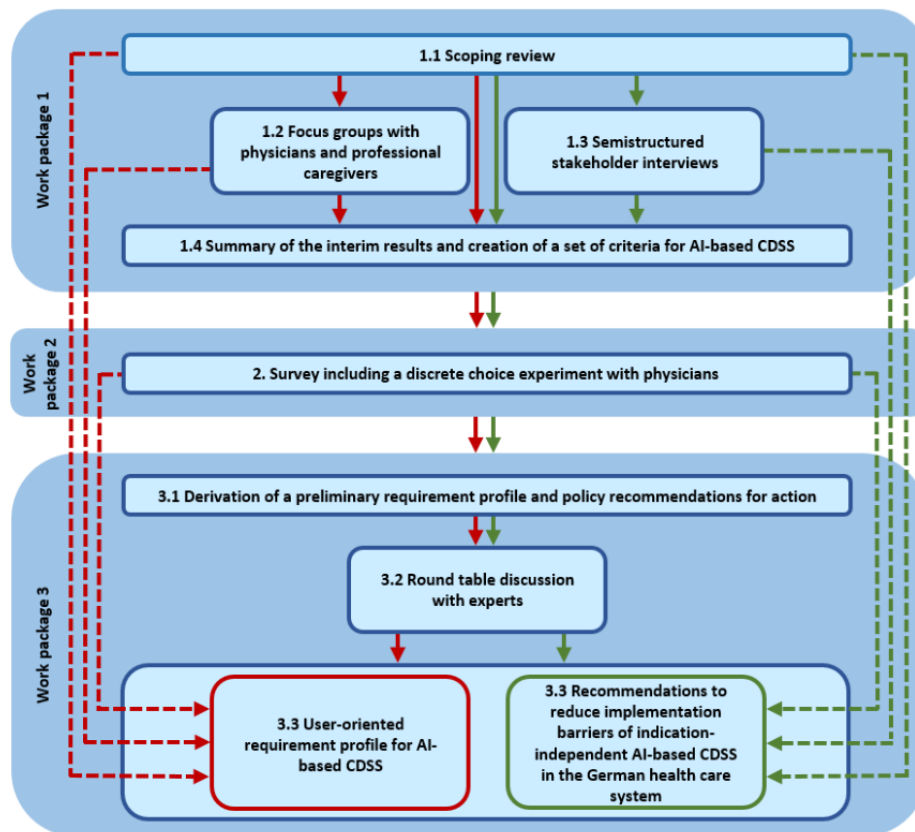 1.1 Scoping review
Work package 1
1.2 Focus groups with
physicians and professional
caregivers
1.3 Semistructured
stakeholder interviews
1.4 Summary of the interim results and creation of a set of criteria for AI-based CDSS
Work
package 2
2. Survey including a discrete choice experiment with physicians
Work package 3
3.1 Derivation of a preliminary requirement profile and policy recommendations for action
3.2 Round table discussion
with experts
3.3 User-oriented
requirement profile for AI-
based CDSS
3.3 Recommendations to
reduce implementation
barriers of indication-
independent AI-based CDSS
in the German health care
system